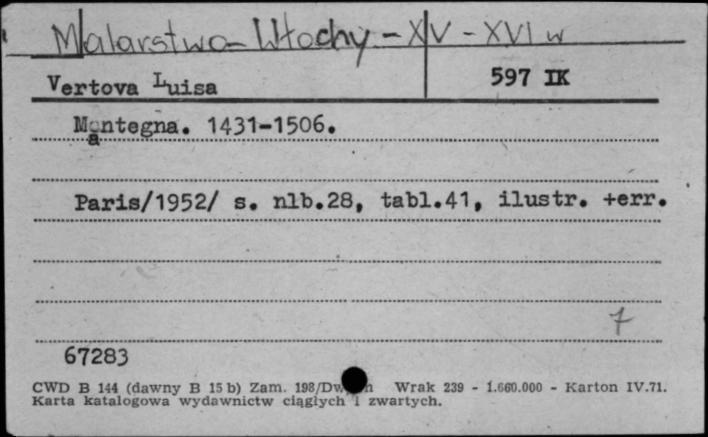 Malarstwo - Włochy - XV - XVI w
Vertova Luisa 597 IK
Mantegna. 1431-1506.
Paris/1952/ s. nlb.28, tabl.41, ilustr. +err.
7
67283
CWD B 144 (dawny B 15 b) Zam. 198/Dw Wrak 239 - 1.660.000 - Karton IV.71.
Karta katalogowa wydawnictw ciągłych i zwartych.